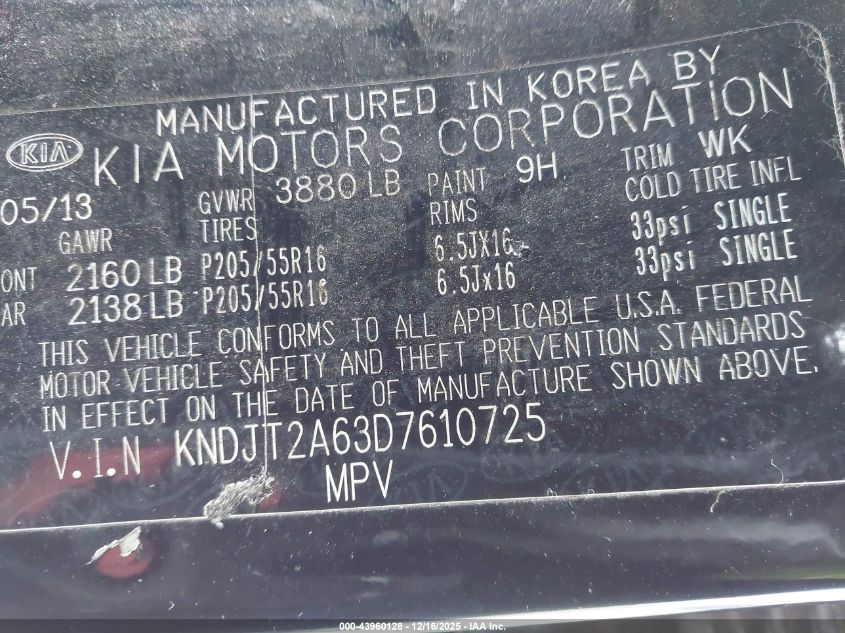 MANUFACTURED IN KOREA BY
KIA KIA MOTORS CORPORATION
05/13 GVWR 3880 LB PAINT 9H TRIM WK
GAWR TIRES RIMS COLD TIRE INFL
ONT 2160 LB P205/55R16 6.5JX16 33psi SINGLE
AR 2138 LB P205/55R16 6.5Jx16 33psi SINGLE
THIS VEHICLE CONFORMS TO ALL APPLICABLE U.S.A. FEDERAL
MOTOR VEHICLE SAFETY AND THEFT PREVENTION STANDARDS
IN EFFECT ON THE DATE OF MANUFACTURE SHOWN ABOVE.
V.I.N KNDJT2A63D7610725
MPV
000-43960128 - 12/16/2025 - IAA Inc.